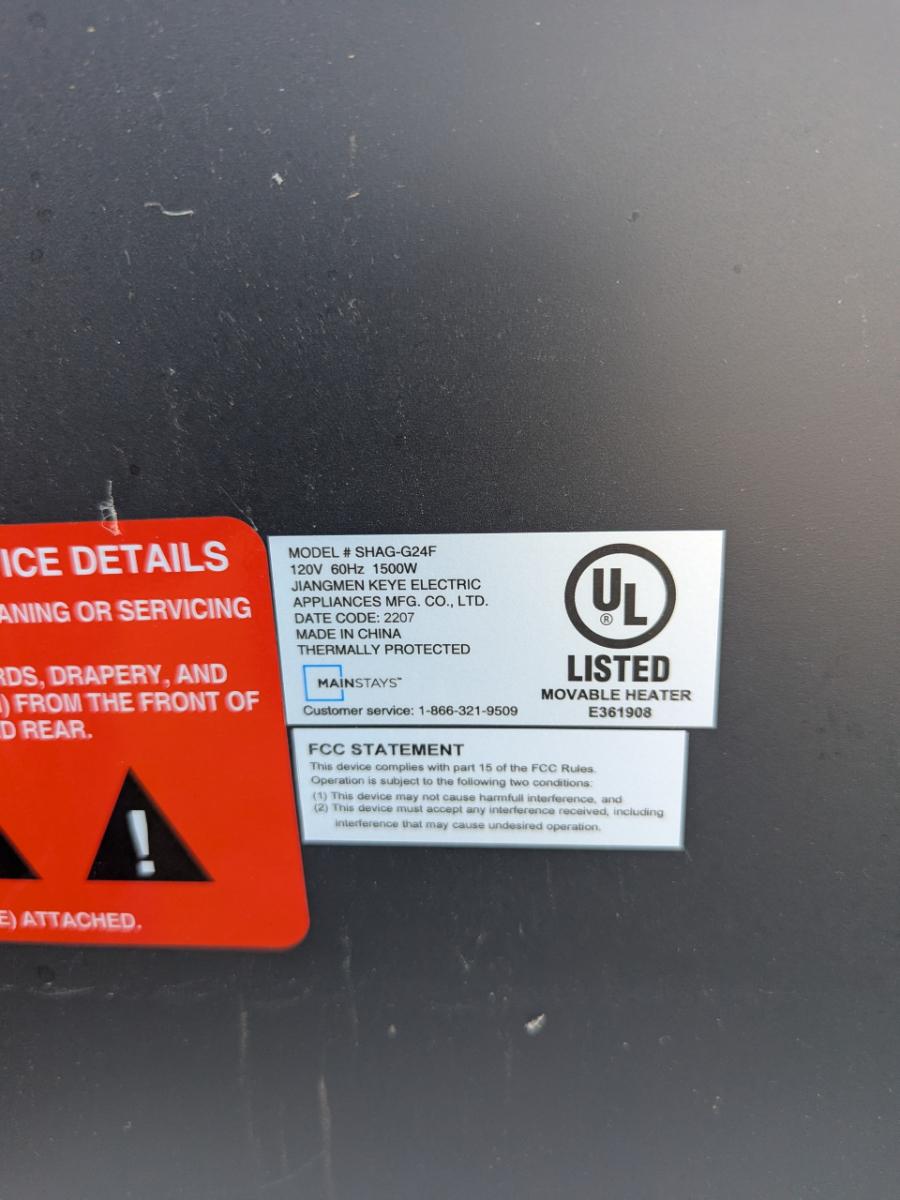 ICE DETAILS
ANING OR SERVICING
RDS, DRAPERY, AND
) FROM THE FRONT OF
D REAR.
!
E) ATTACHED.
MODEL # SHAG-G24F
120V 60Hz 1500W
JIANGMEN KEYE ELECTRIC
APPLIANCES MFG. CO., LTD.
DATE CODE: 2207
MADE IN CHINA
THERMALLY PROTECTED
MAINSTAYS™
Customer service: 1-866-321-9509
UL®
LISTED
MOVABLE HEATER
E361908
FCC STATEMENT
This device complies with part 15 of the FCC Rules.
Operation is subject to the following two conditions:
(1) This device may not cause harmfull interference, and
(2) This device must accept any interference received, including
interference that may cause undesired operation.